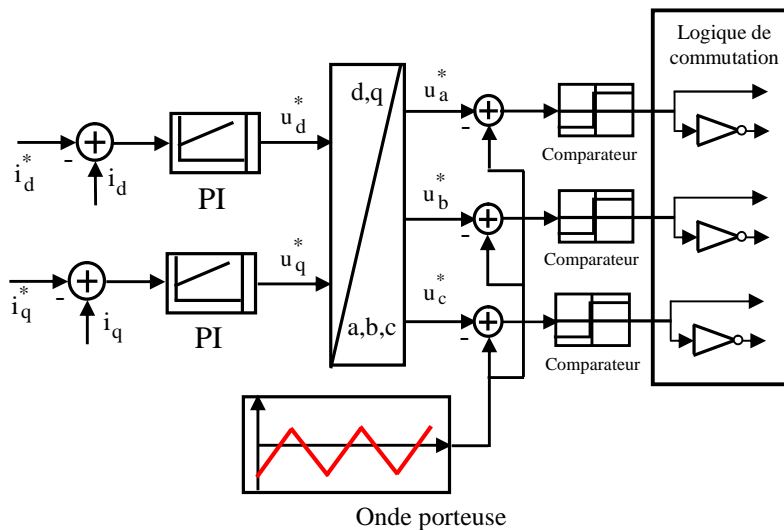 Logique de
commutation
d,q
u*a
u*d
i*d
-
id
PI
-
Comparateur
u*b
-
Comparateur
u*q
i*q
-
iq
PI
u*c
-
a,b,c
Comparateur
Onde porteuse